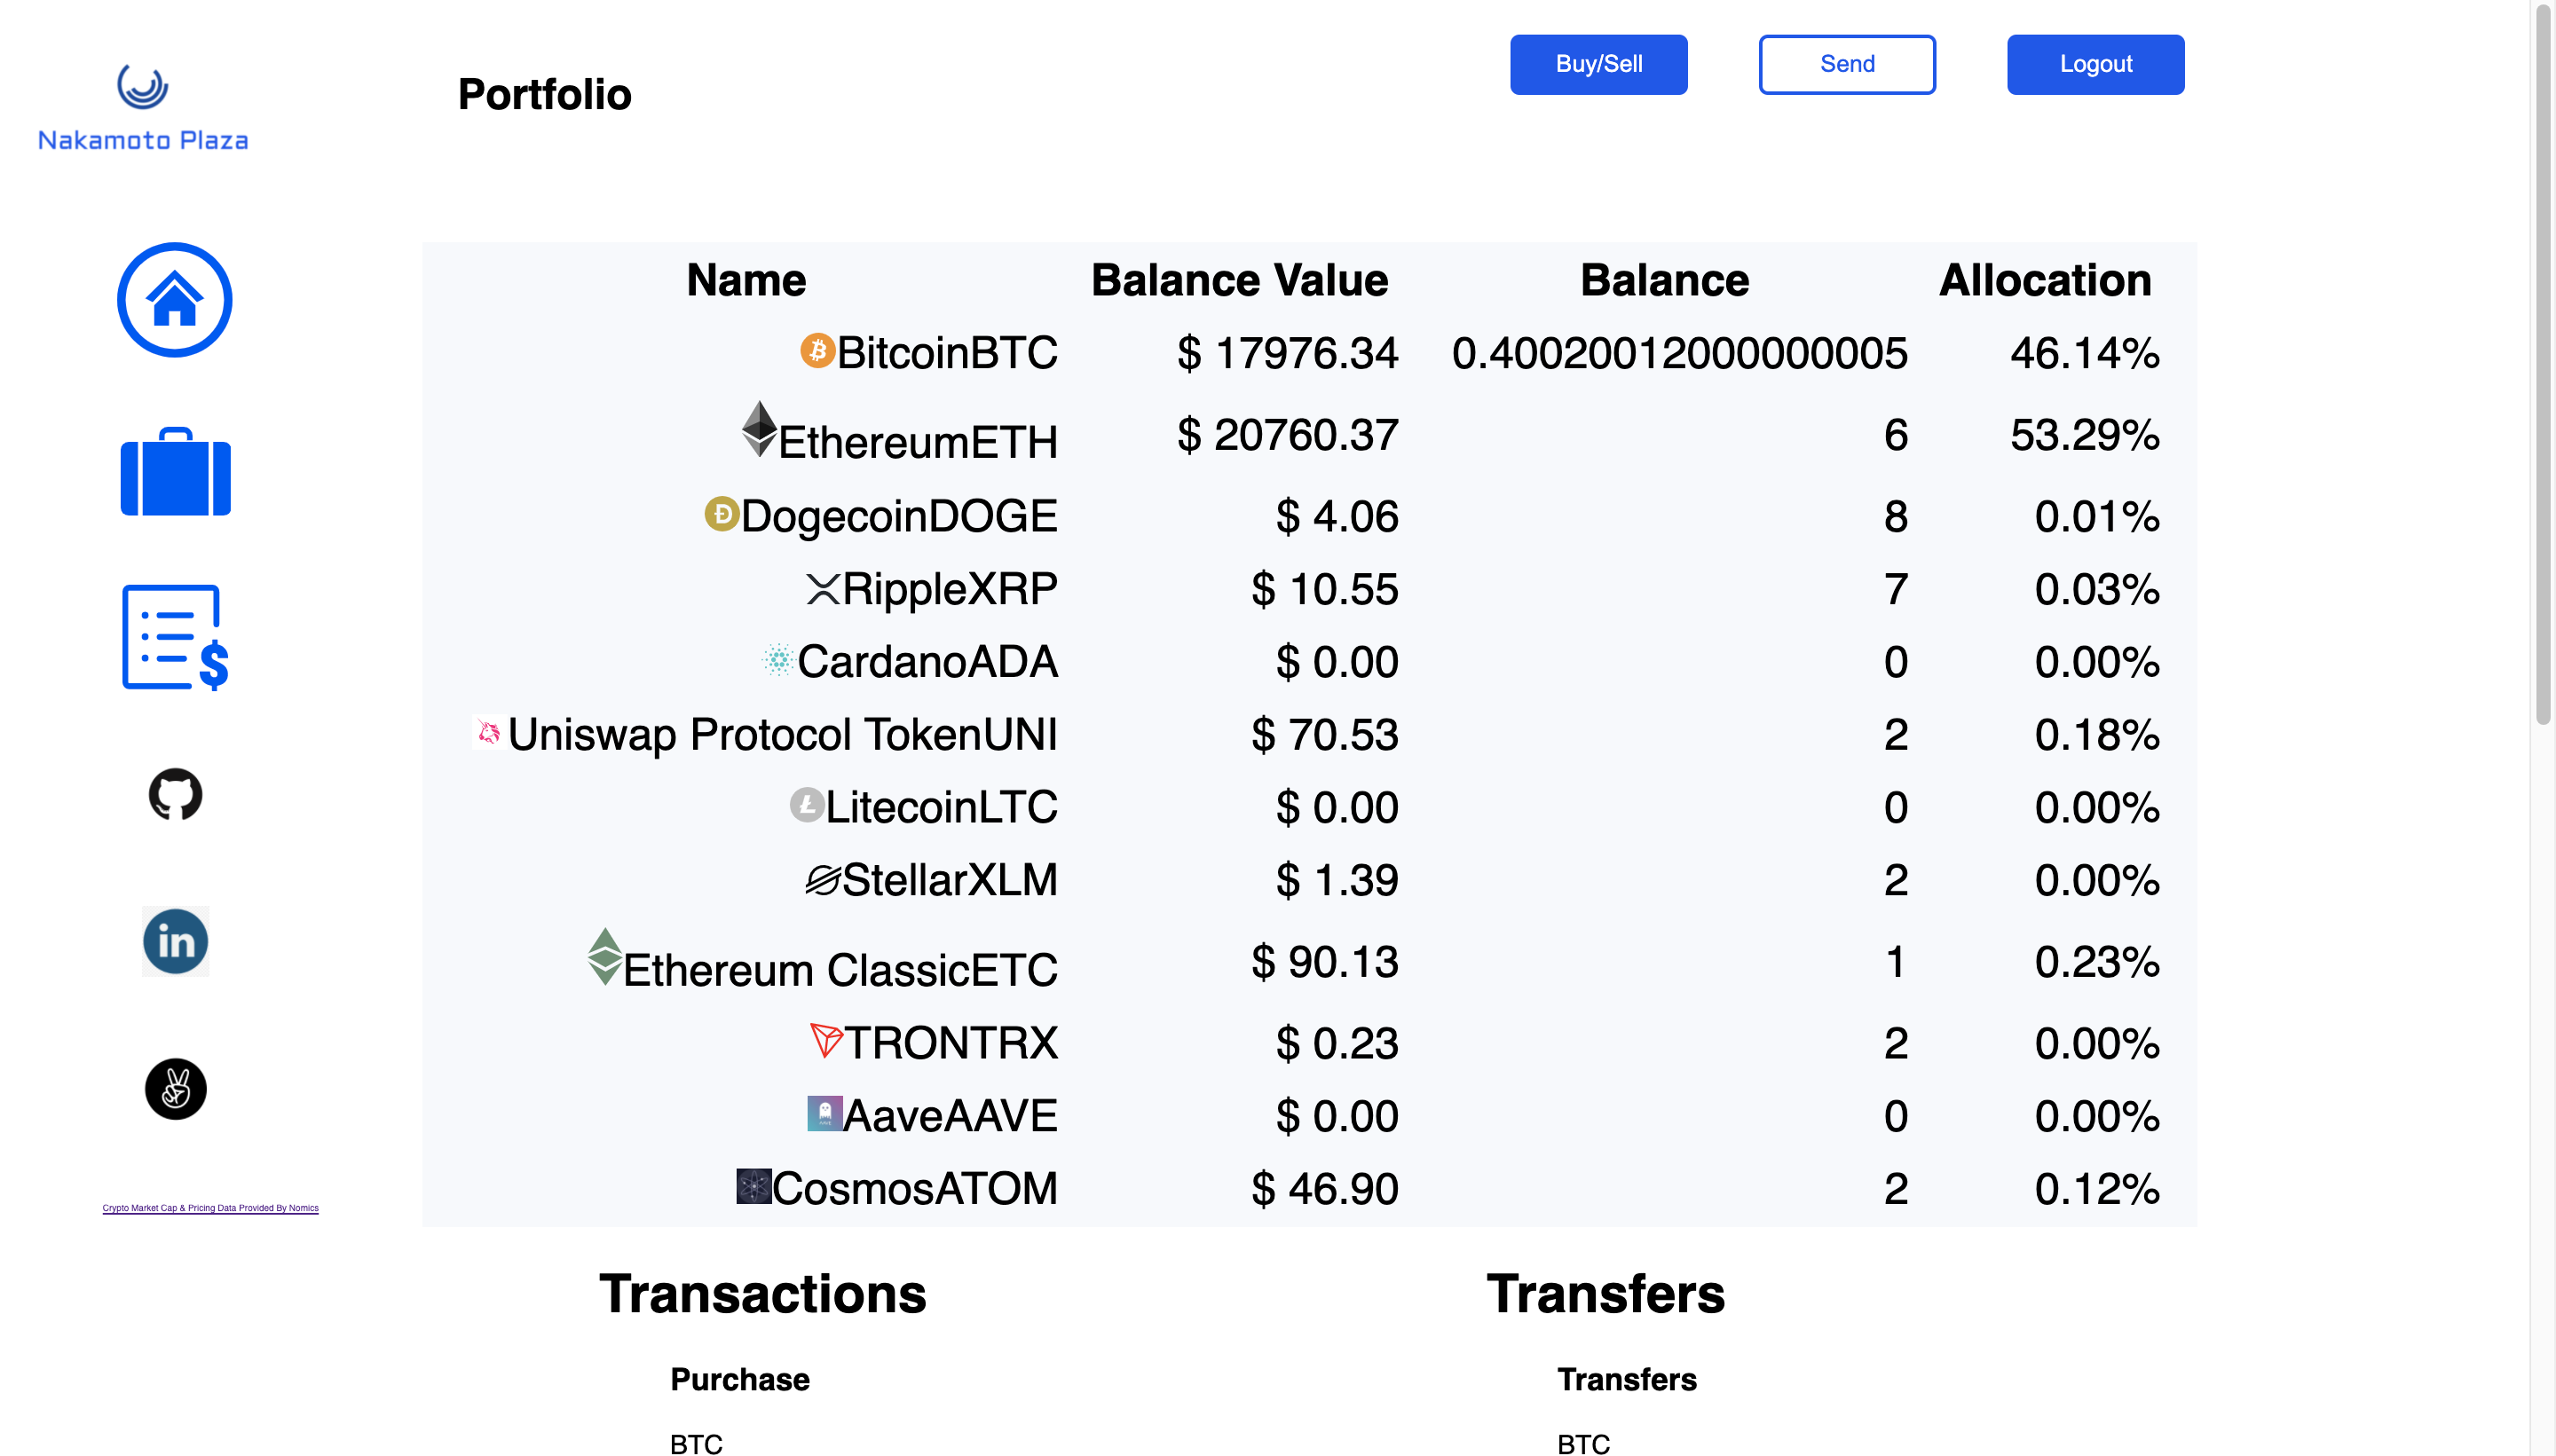 Buy/Sell Send Logout
Portfolio
Nakamoto Plaza
Name Balance Value Balance Allocation
BitcoinBTC $ 17976.34 0.40020012000000005 46.14%
EthereumETH $ 20760.37 6 53.29%
DogecoinDOGE $ 4.06 8 0.01%
RippleXRP $ 10.55 7 0.03%
CardanoADA $ 0.00 0 0.00%
Uniswap Protocol TokenUNI $ 70.53 2 0.18%
LitecoinLTC $ 0.00 0 0.00%
StellarXLM $ 1.39 2 0.00%
Ethereum ClassicETC $ 90.13 1 0.23%
TRONTRX $ 0.23 2 0.00%
AaveAAVE $ 0.00 0 0.00%
CosmosATOM $ 46.90 2 0.12%
Crypto Market Cap & Pricing Data Provided By Nomics
Transactions Transfers
Purchase Transfers
BTC BTC